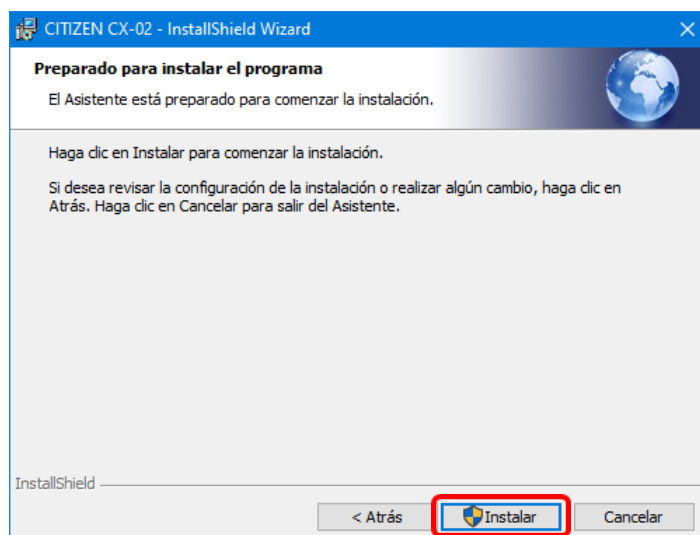 CITIZEN CX-02 - InstallShield Wizard
Preparado para instalar el programa
El Asistente está preparado para comenzar la instalación.
Haga clic en Instalar para comenzar la instalación.
Si desea revisar la configuración de la instalación o realizar algún cambio, haga clic en
Atrás. Haga clic en Cancelar para salir del Asistente.
InstallShield
< Atrás
Instalar
Cancelar